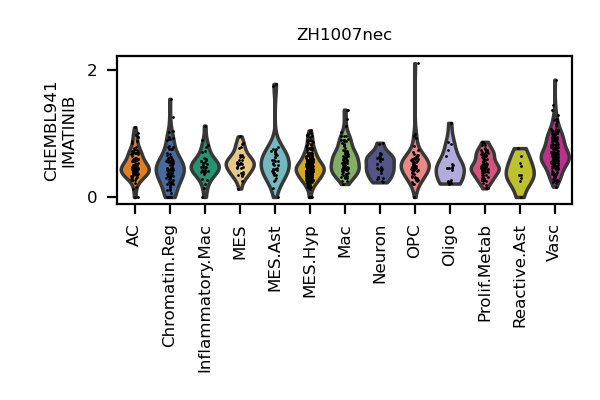 ZH1007nec
CHEMBL941
IMATINIB
2
0
AC
Chromatin.Reg
Inflammatory.Mac
MES
MES.Ast
MES.Hyp
Mac
Neuron
OPC
Oligo
Prolif.Metab
Reactive.Ast
Vasc